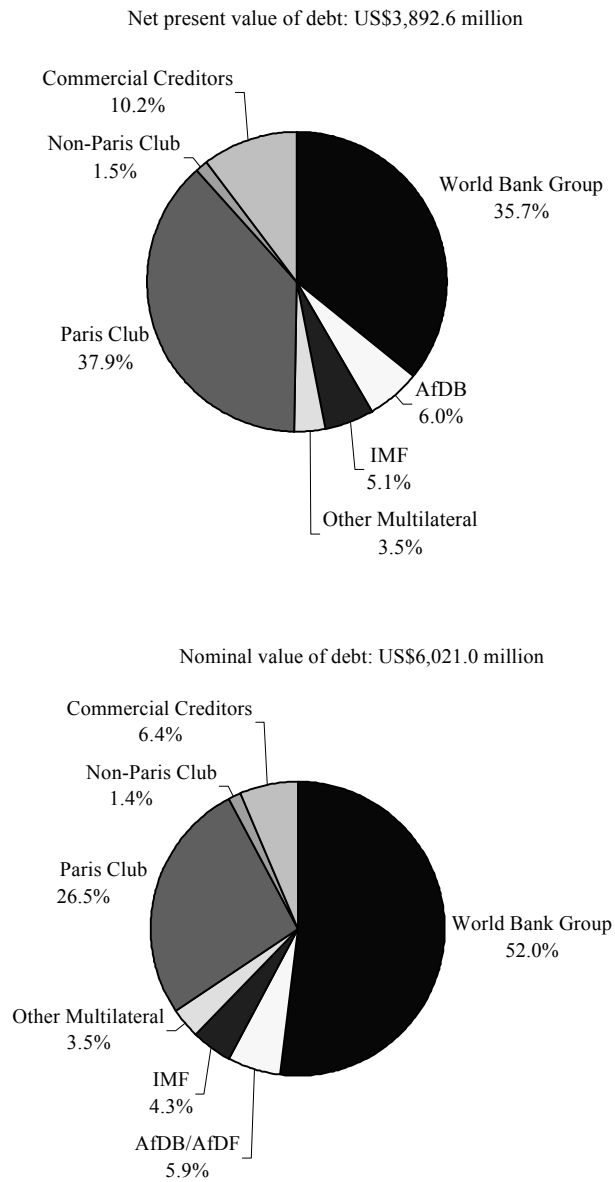 Net present value of debt: US$3,892.6 million
Commercial Creditors
10.2%
Non-Paris Club
1.5%
World Bank Group
35.7%
Paris Club
37.9%
AfDB
6.0%
IMF
5.1%
Other Multilateral
3.5%
Nominal value of debt: US$6,021.0 million
Commercial Creditors
6.4%
Non-Paris Club
1.4%
Paris Club
26.5%
World Bank Group
52.0%
Other Multilateral
3.5%
IMF
4.3%
AfDB/AfDF
5.9%